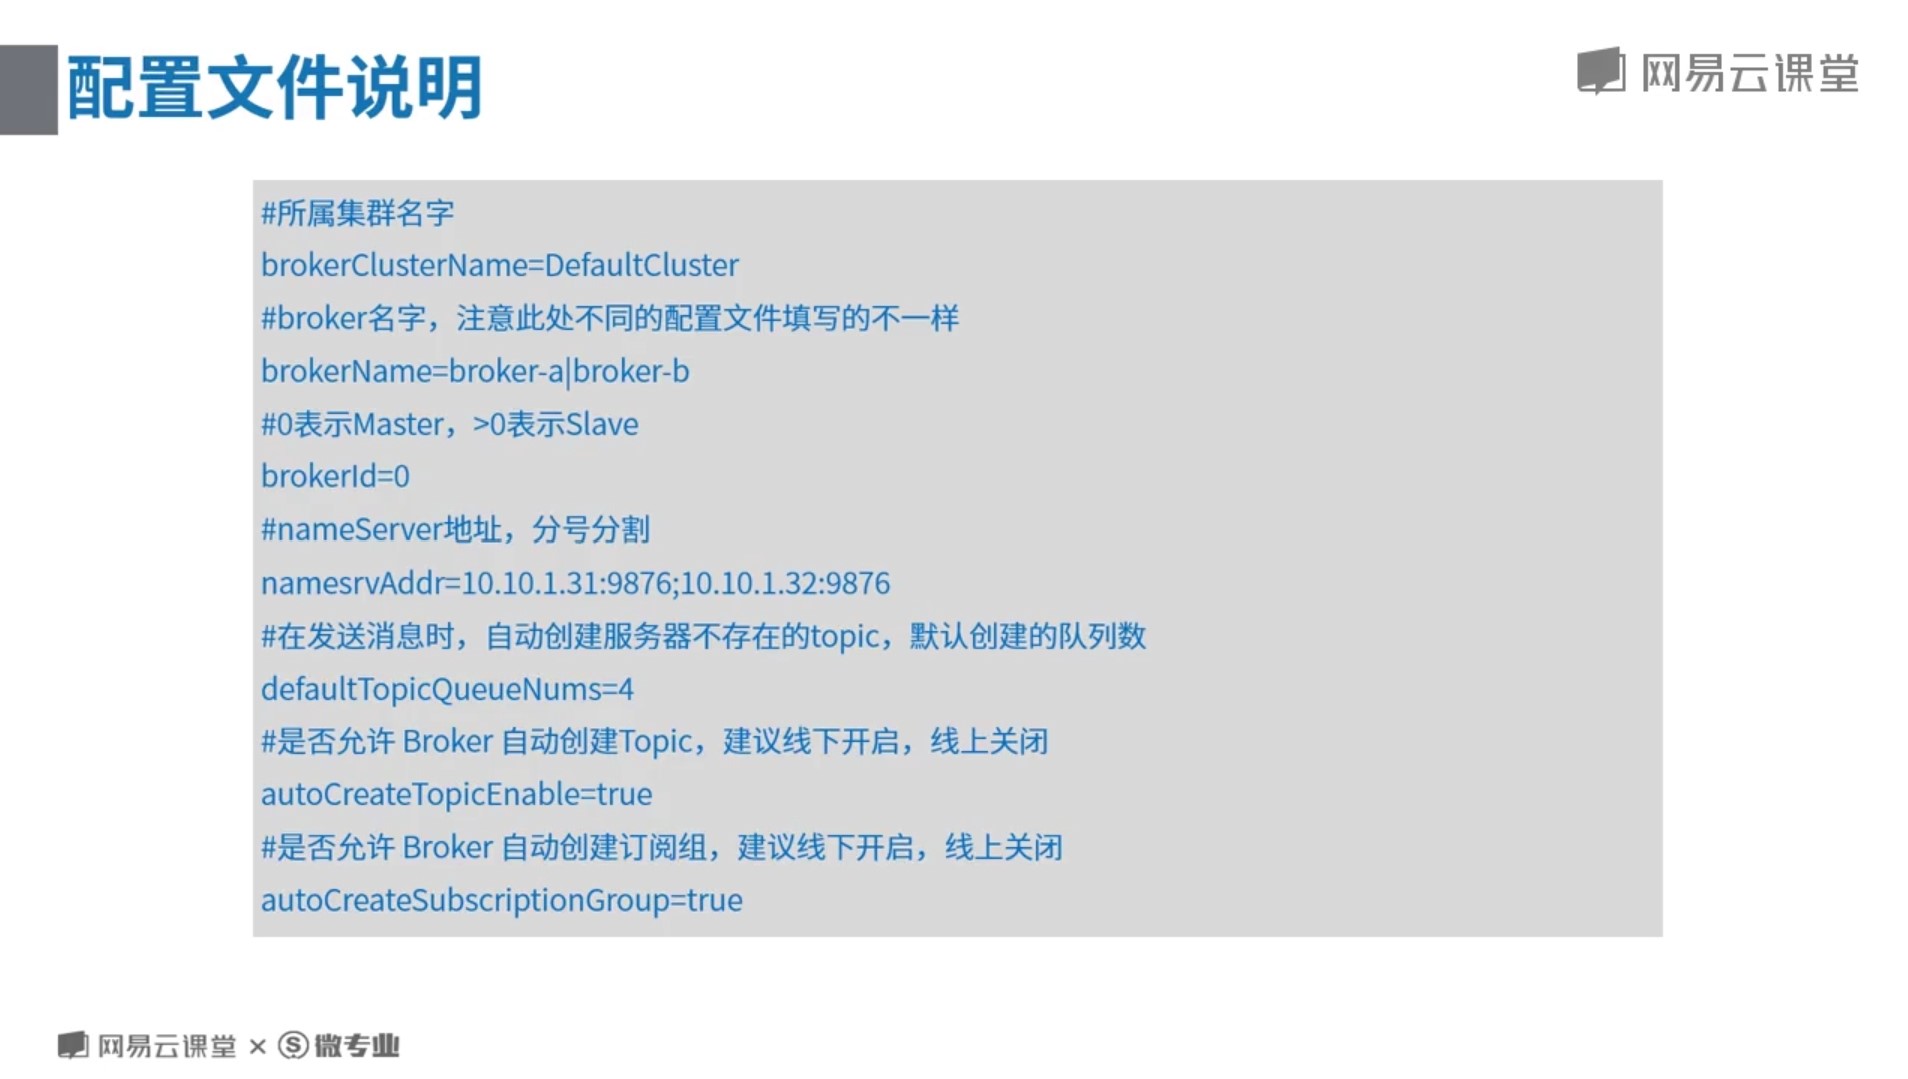 配置文件说明
网易云课堂
#所属集群名字
brokerClusterName=DefaultCluster
#broker名字，注意此处不同的配置文件填写的不一样
brokerName=broker-a|broker-b
#0表示Master，>0表示Slave
brokerId=0
#nameServer地址，分号分割
namesrvAddr=10.10.1.31:9876;10.10.1.32:9876
#在发送消息时，自动创建服务器不存在的topic，默认创建的队列数
defaultTopicQueueNums=4
#是否允许 Broker 自动创建Topic，建议线下开启，线上关闭
autoCreateTopicEnable=true
#是否允许 Broker 自动创建订阅组，建议线下开启，线上关闭
autoCreateSubscriptionGroup=true
网易云课堂 × S 微专业